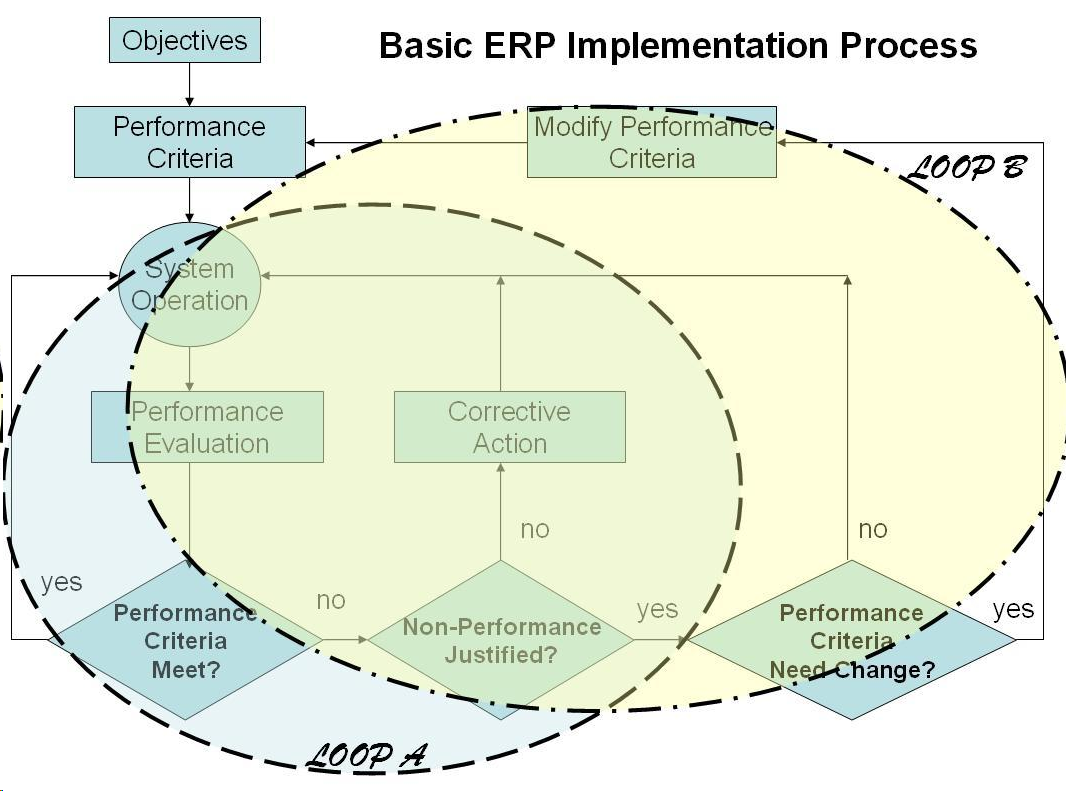 Objectives
Basic ERP Implementation Process
Performance
Criteria
Modify Performance
Criteria
LOOP B
System
Operation
Performance
Evaluation
Corrective
Action
no
no
yes
no
yes
yes
Performance
Criteria
Meet?
Non-Performance
Justified?
Performance
Criteria
Need Change?
LOOP A